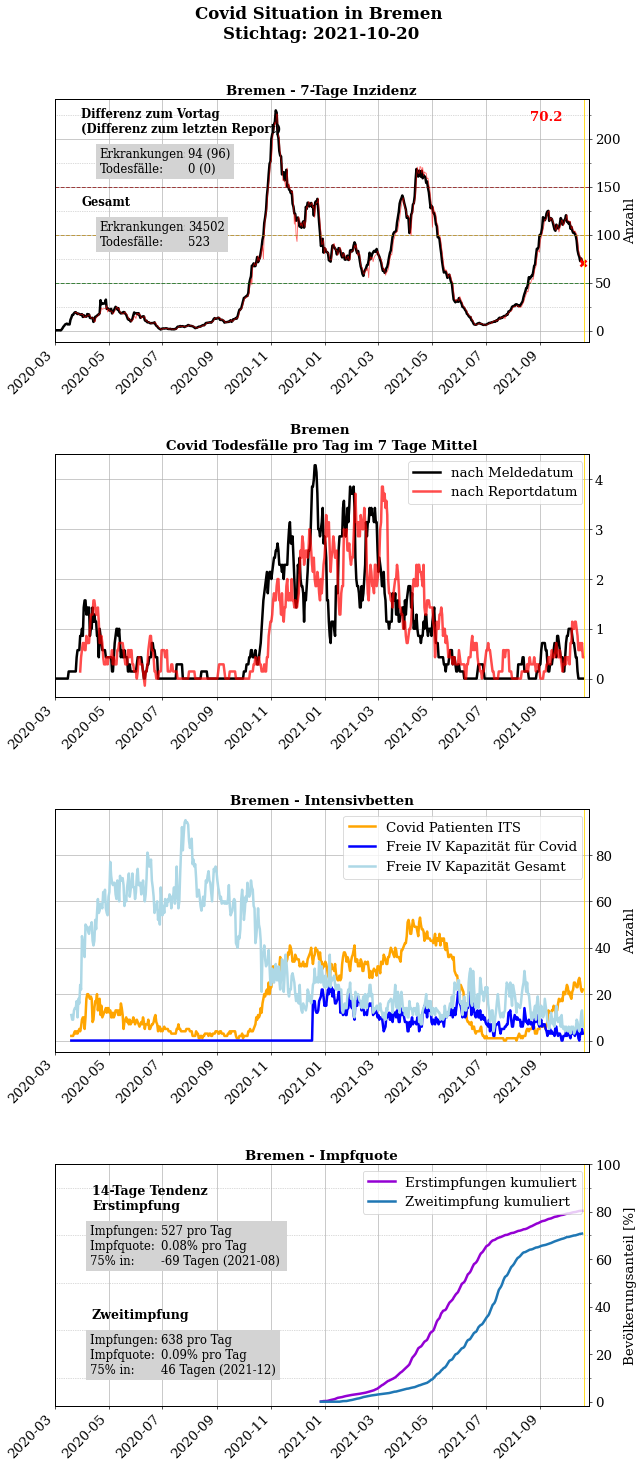 Covid Situation in Bremen
Stichtag: 2021-10-20
Bremen - 7-Tage Inzidenz
Differenz zum Vortag
(Differenz zum letzten Report)
Erkrankungen 94 (96)
Todesfälle: 0 (0)
Gesamt
Erkrankungen 34502
Todesfälle: 523
70.2
200
150
100
50
0
Anzahl
2020-03 2020-05 2020-07 2020-09 2020-11 2021-01 2021-03 2021-05 2021-07 2021-09
Bremen
Covid Todesfälle pro Tag im 7 Tage Mittel
nach Meldedatum
nach Reportdatum
4
3
2
1
0
2020-03 2020-05 2020-07 2020-09 2020-11 2021-01 2021-03 2021-05 2021-07 2021-09
Bremen - Intensivbetten
Covid Patienten ITS
Freie IV Kapazität für Covid
Freie IV Kapazität Gesamt
80
60
40
20
0
Anzahl
2020-03 2020-05 2020-07 2020-09 2020-11 2021-01 2021-03 2021-05 2021-07 2021-09
Bremen - Impfquote
14-Tage Tendenz
Erstimpfung
Impfungen: 527 pro Tag
Impfquote: 0.08% pro Tag
75% in: -69 Tagen (2021-08)
Zweitimpfung
Impfungen: 638 pro Tag
Impfquote: 0.09% pro Tag
75% in: 46 Tagen (2021-12)
Erstimpfungen kumuliert
Zweitimpfung kumuliert
100
80
60
40
20
0
Bevölkerungsanteil [%]
2020-03 2020-05 2020-07 2020-09 2020-11 2021-01 2021-03 2021-05 2021-07 2021-09